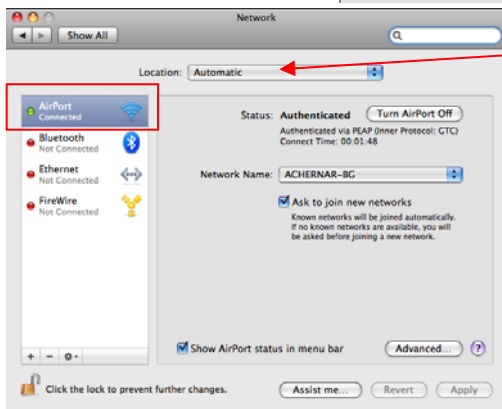 Network
Show All
Location: Automatic
AirPort
Connected
Bluetooth
Not Connected
Ethernet
Not Connected
FireWire
Not Connected
Status: Authenticated Turn AirPort Off
Authenticated via PEAP (Inner Protocol: GTC)
Connect Time: 00:01:48
Network Name: ACHERNAR-BG
Ask to join new networks
Known networks will be joined automatically.
If no known networks are available, you will
be asked before joining a new network.
Show AirPort status in menu bar Advanced... ?
Click the lock to prevent further changes. Assist me... Revert Apply